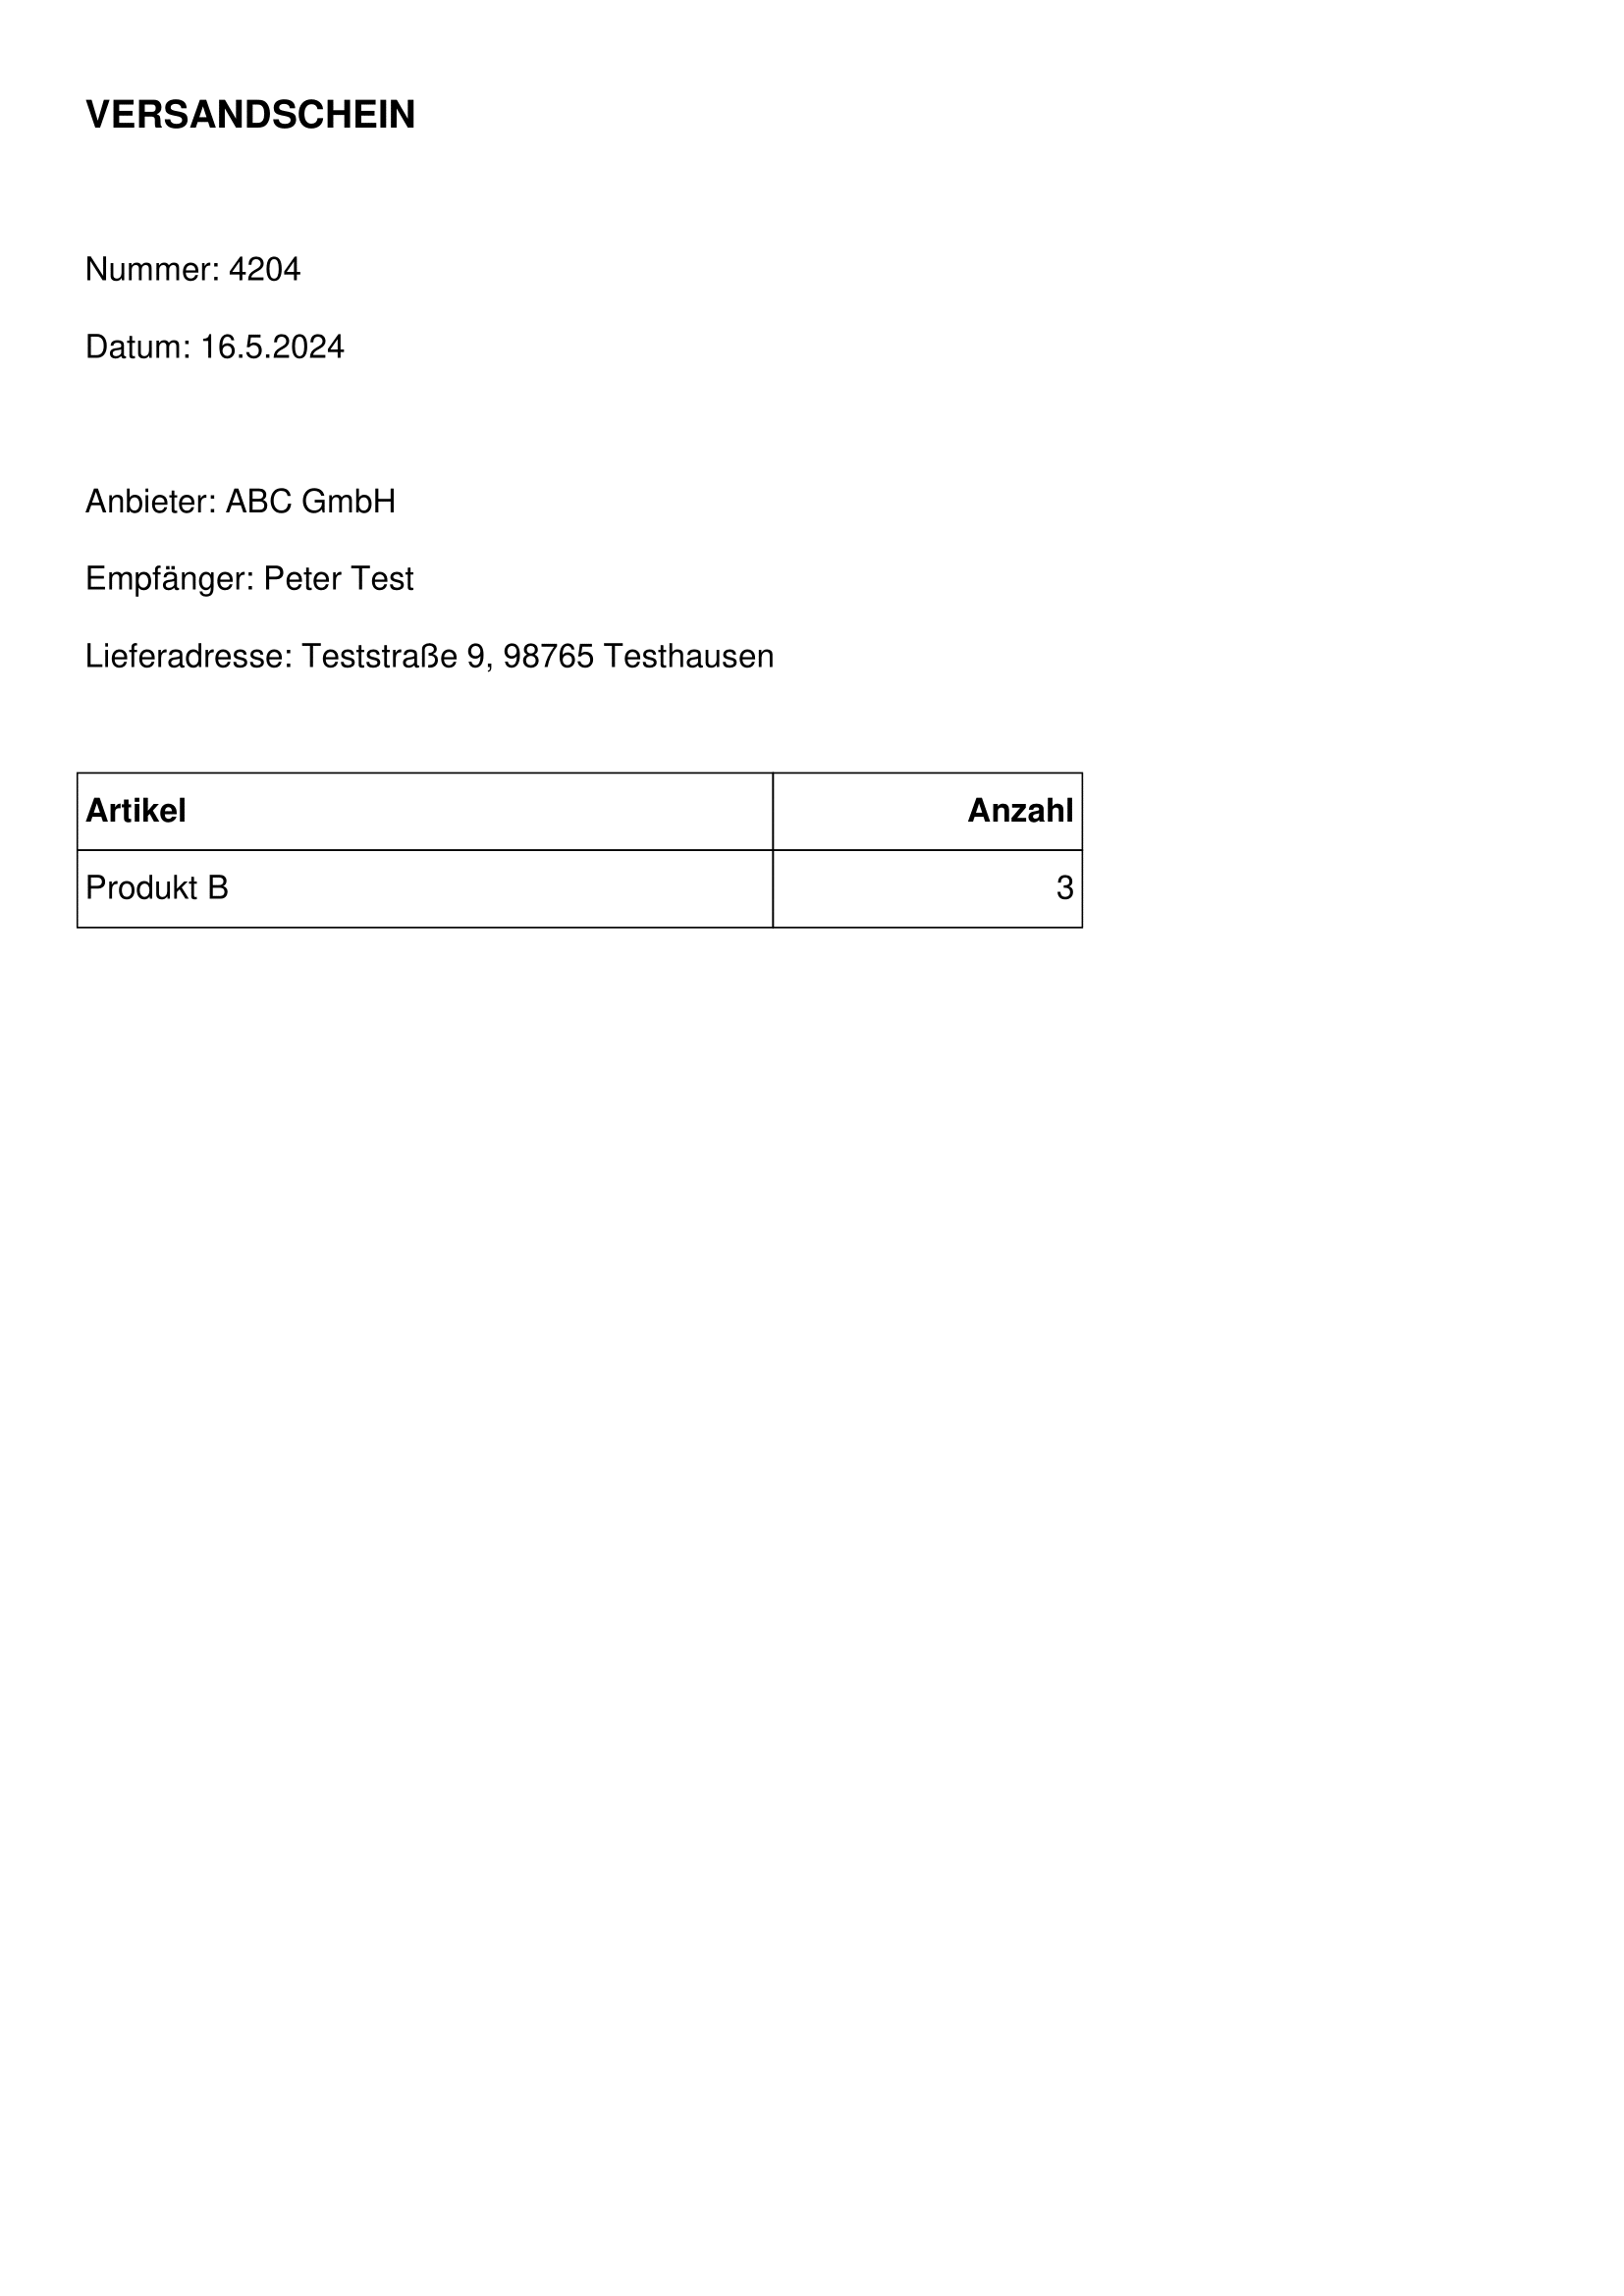 VERSANDSCHEIN
Nummer: 4204
Datum: 16.5.2024
Anbieter: ABC GmbH
Empfänger: Peter Test
Lieferadresse: Teststraße 9, 98765 Testhausen
Artikel Anzahl
Produkt B 3